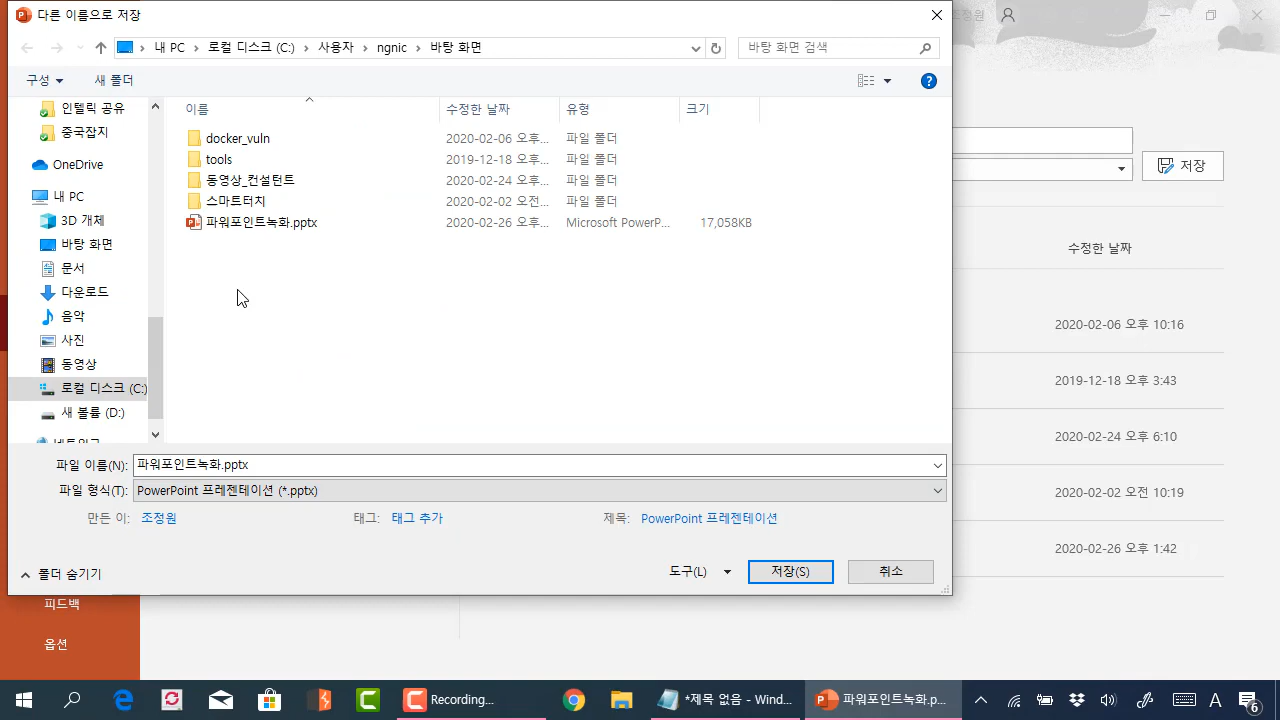 다른 이름으로 저장
내 PC > 로컬 디스크 (C:) > 사용자 > ngnic > 바탕 화면
바탕 화면 검색
구성
새 폴더
인텔릭 공유
중국잡지
OneDrive
내 PC
3D 개체
바탕 화면
문서
다운로드
음악
사진
동영상
로컬 디스크 (C:)
새 볼륨 (D:)
이름 수정한 날짜 유형 크기
docker_vuln 2020-02-06 오후... 파일 폴더
tools 2019-12-18 오후... 파일 폴더
동영상_컨설턴트 2020-02-24 오후... 파일 폴더
스마트터치 2020-02-02 오전... 파일 폴더
파워포인트녹화.pptx 2020-02-26 오후... Microsoft PowerP... 17,058KB
파일 이름(N): 파워포인트녹화.pptx
파일 형식(T): PowerPoint 프레젠테이션 (*.pptx)
만든 이: 조정원 태그: 태그 추가 제목: PowerPoint 프레젠테이션
폴더 숨기기
도구(L) 저장(S) 취소
저장
수정한 날짜
2020-02-06 오후 10:16
2019-12-18 오후 3:43
2020-02-24 오후 6:10
2020-02-02 오전 10:19
2020-02-26 오후 1:42
피드백
옵션
Recording...
*제목 없음 - Wind...
파워포인트녹화.p...
A
6